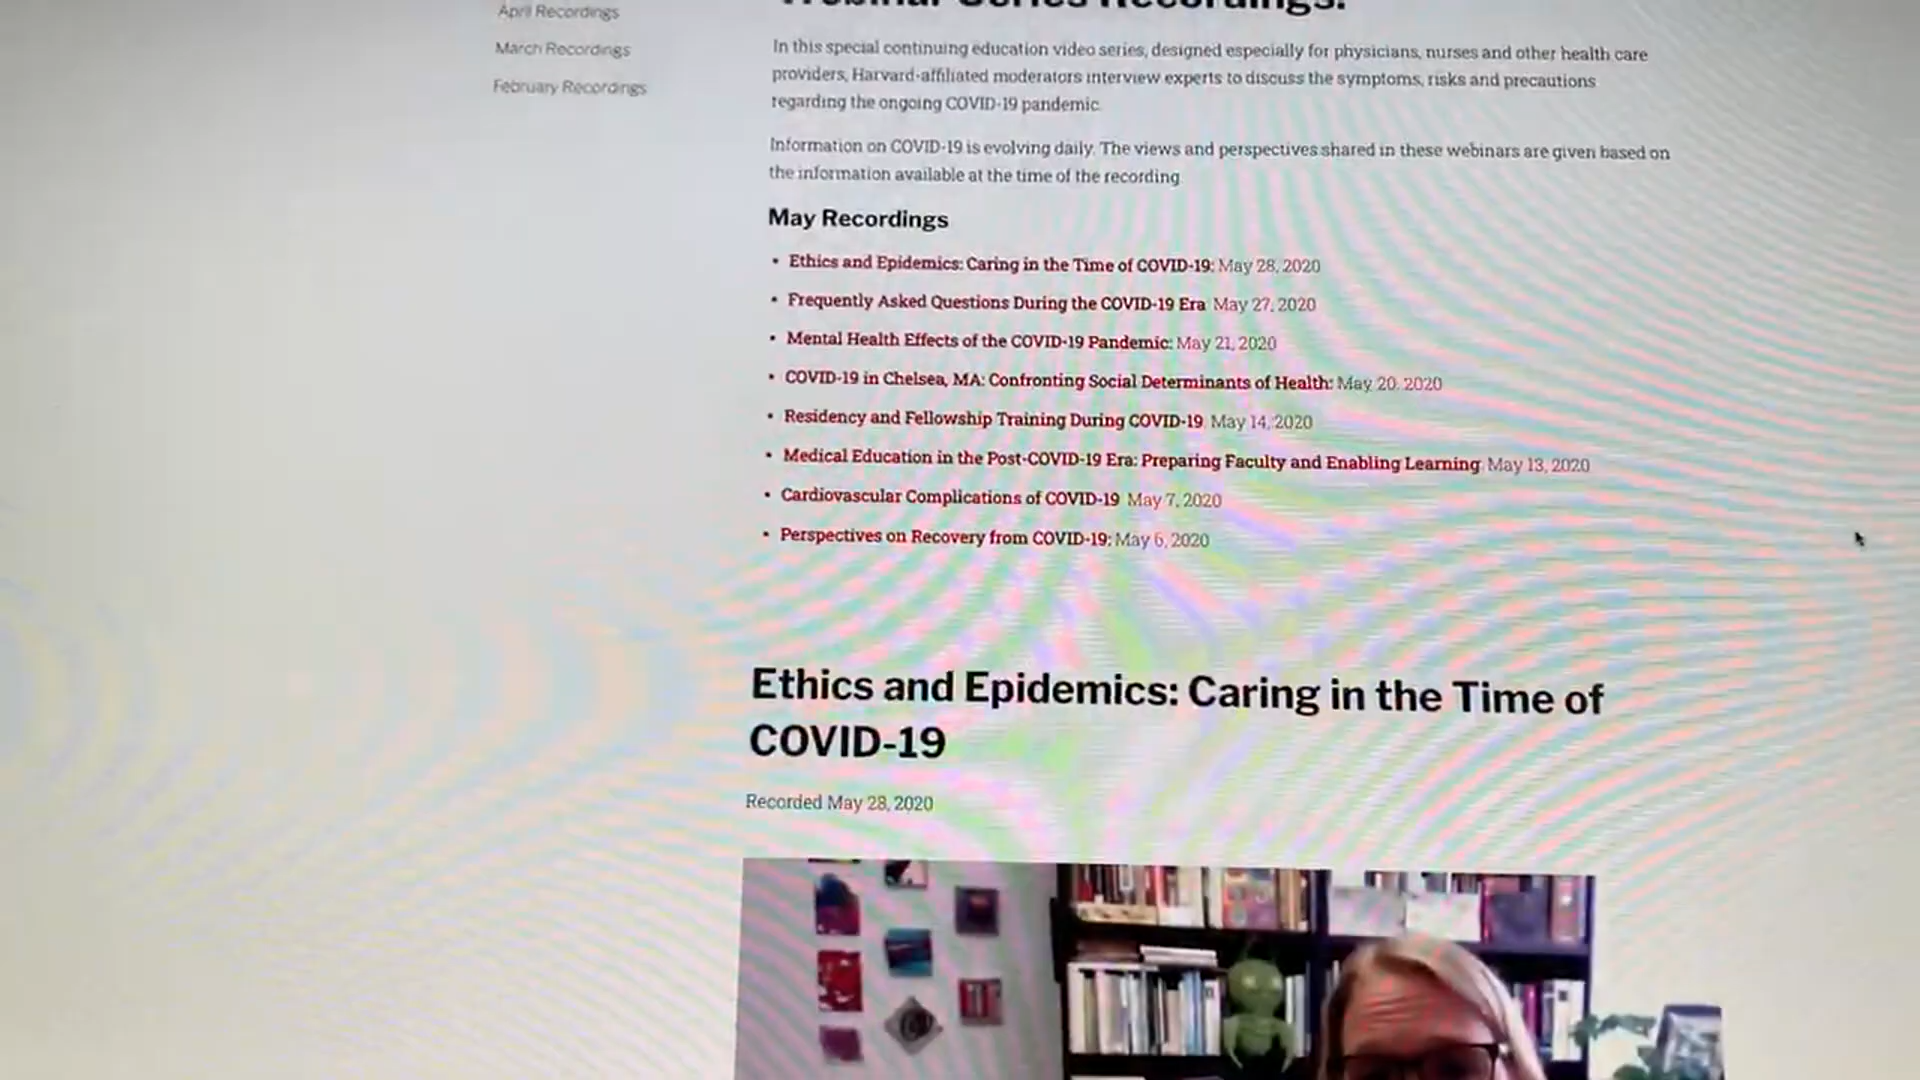 April Recordings
March Recordings
February Recordings
Webinar Series Recordings:
In this special continuing education video series, designed especially for physicians, nurses and other health care
providers, Harvard-affiliated moderators interview experts to discuss the symptoms, risks and precautions
regarding the ongoing COVID-19 pandemic.
Information on COVID-19 is evolving daily. The views and perspectives shared in these webinars are given based on
the information available at the time of the recording.
May Recordings
• Ethics and Epidemics: Caring in the Time of COVID-19: May 28, 2020
• Frequently Asked Questions During the COVID-19 Era May 27, 2020
• Mental Health Effects of the COVID-19 Pandemic: May 21, 2020
• COVID-19 in Chelsea, MA: Confronting Social Determinants of Health: May 20, 2020
• Residency and Fellowship Training During COVID-19 May 14, 2020
• Medical Education in the Post-COVID-19 Era: Preparing Faculty and Enabling Learning May 13, 2020
• Cardiovascular Complications of COVID-19 May 7, 2020
• Perspectives on Recovery from COVID-19: May 6, 2020
Ethics and Epidemics: Caring in the Time of
COVID-19
Recorded May 28, 2020